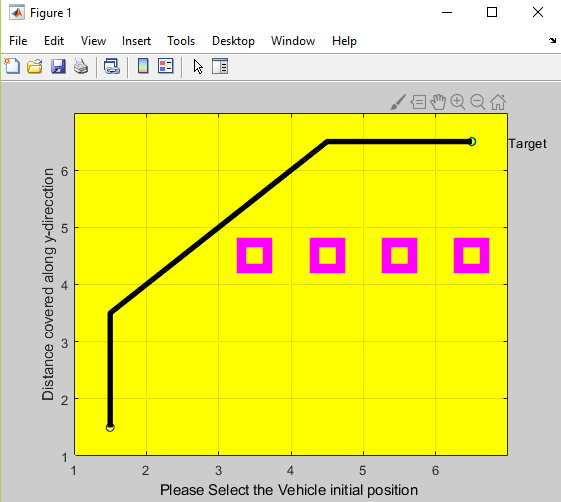 Figure 1
File Edit View Insert Tools Desktop Window Help
Target
6
5
4
3
2
1
Distance covered along y-direcction
1 2 3 4 5 6
Please Select the Vehicle initial position